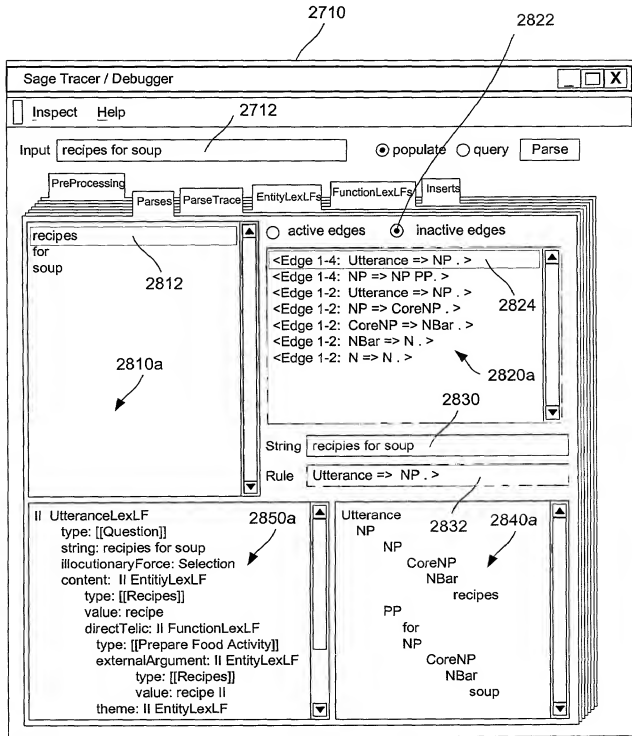 2710
2822
Sage Tracer / Debugger
X
Inspect Help
2712
Input recipes for soup populate query Parse
PreProcessing Parses ParseTrace EntityLexLFs FunctionLexLFs Inserts
recipes
for
soup
2812
2810a
active edges inactive edges
<Edge 1-4: Utterance => NP . >
<Edge 1-4: NP => NP PP. >
<Edge 1-2: Utterance => NP . >
<Edge 1-2: NP => CoreNP . >
<Edge 1-2: CoreNP => NBar . >
<Edge 1-2: NBar => N . >
<Edge 1-2: N => N . >
2824
2820a
2830
String recipies for soup
Rule Utterance => NP . >
2832
II UtteranceLexLF
type: [[Question]]
string: recipies for soup
illocutionaryForce: Selection
content: II EntitiyLexLF
type: [[Recipes]]
value: recipe
directTelic: II FunctionLexLF
type: [[Prepare Food Activity]]
externalArgument: II EntityLexLF
type: [[Recipes]]
value: recipe II
theme: II EntityLexLF
2850a
Utterance
NP
NP
CoreNP
NBar
recipes
PP
for
NP
CoreNP
NBar
soup
2840a